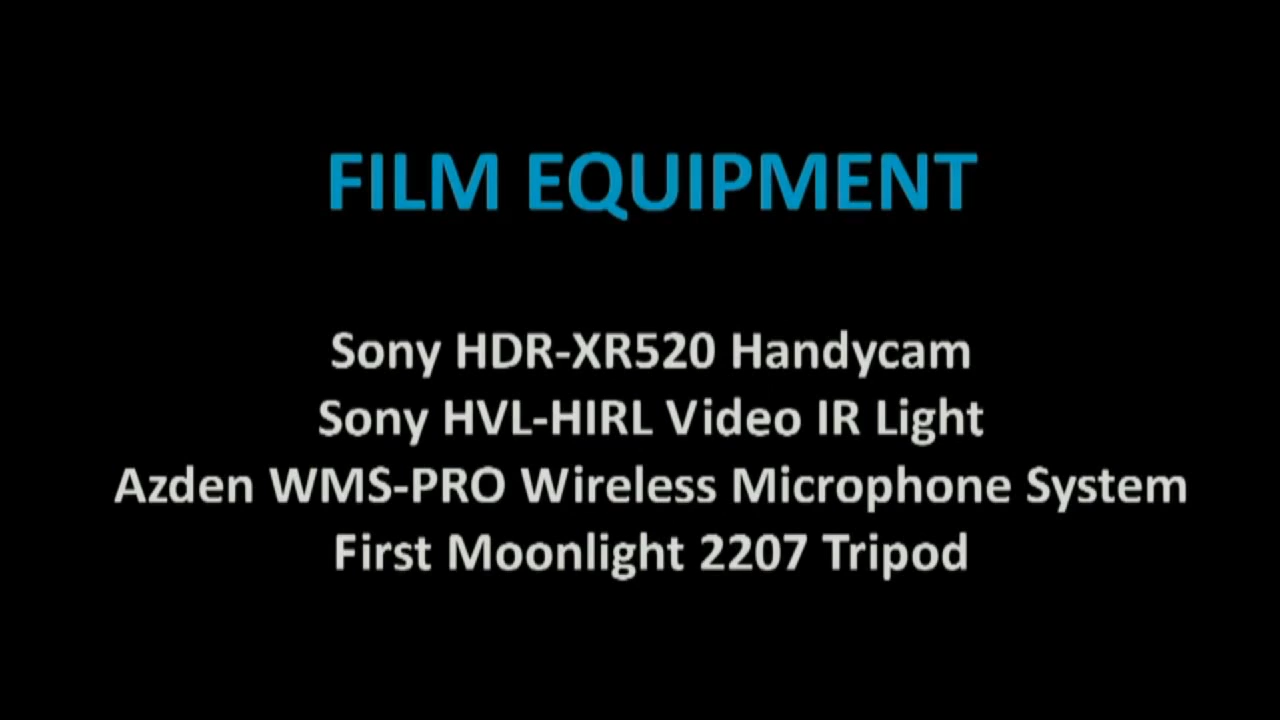 FILM EQUIPMENT
Sony HDR-XR520 Handycam
Sony HVL-HIRL Video IR Light
Azden WMS-PRO Wireless Microphone System
First Moonlight 2207 Tripod